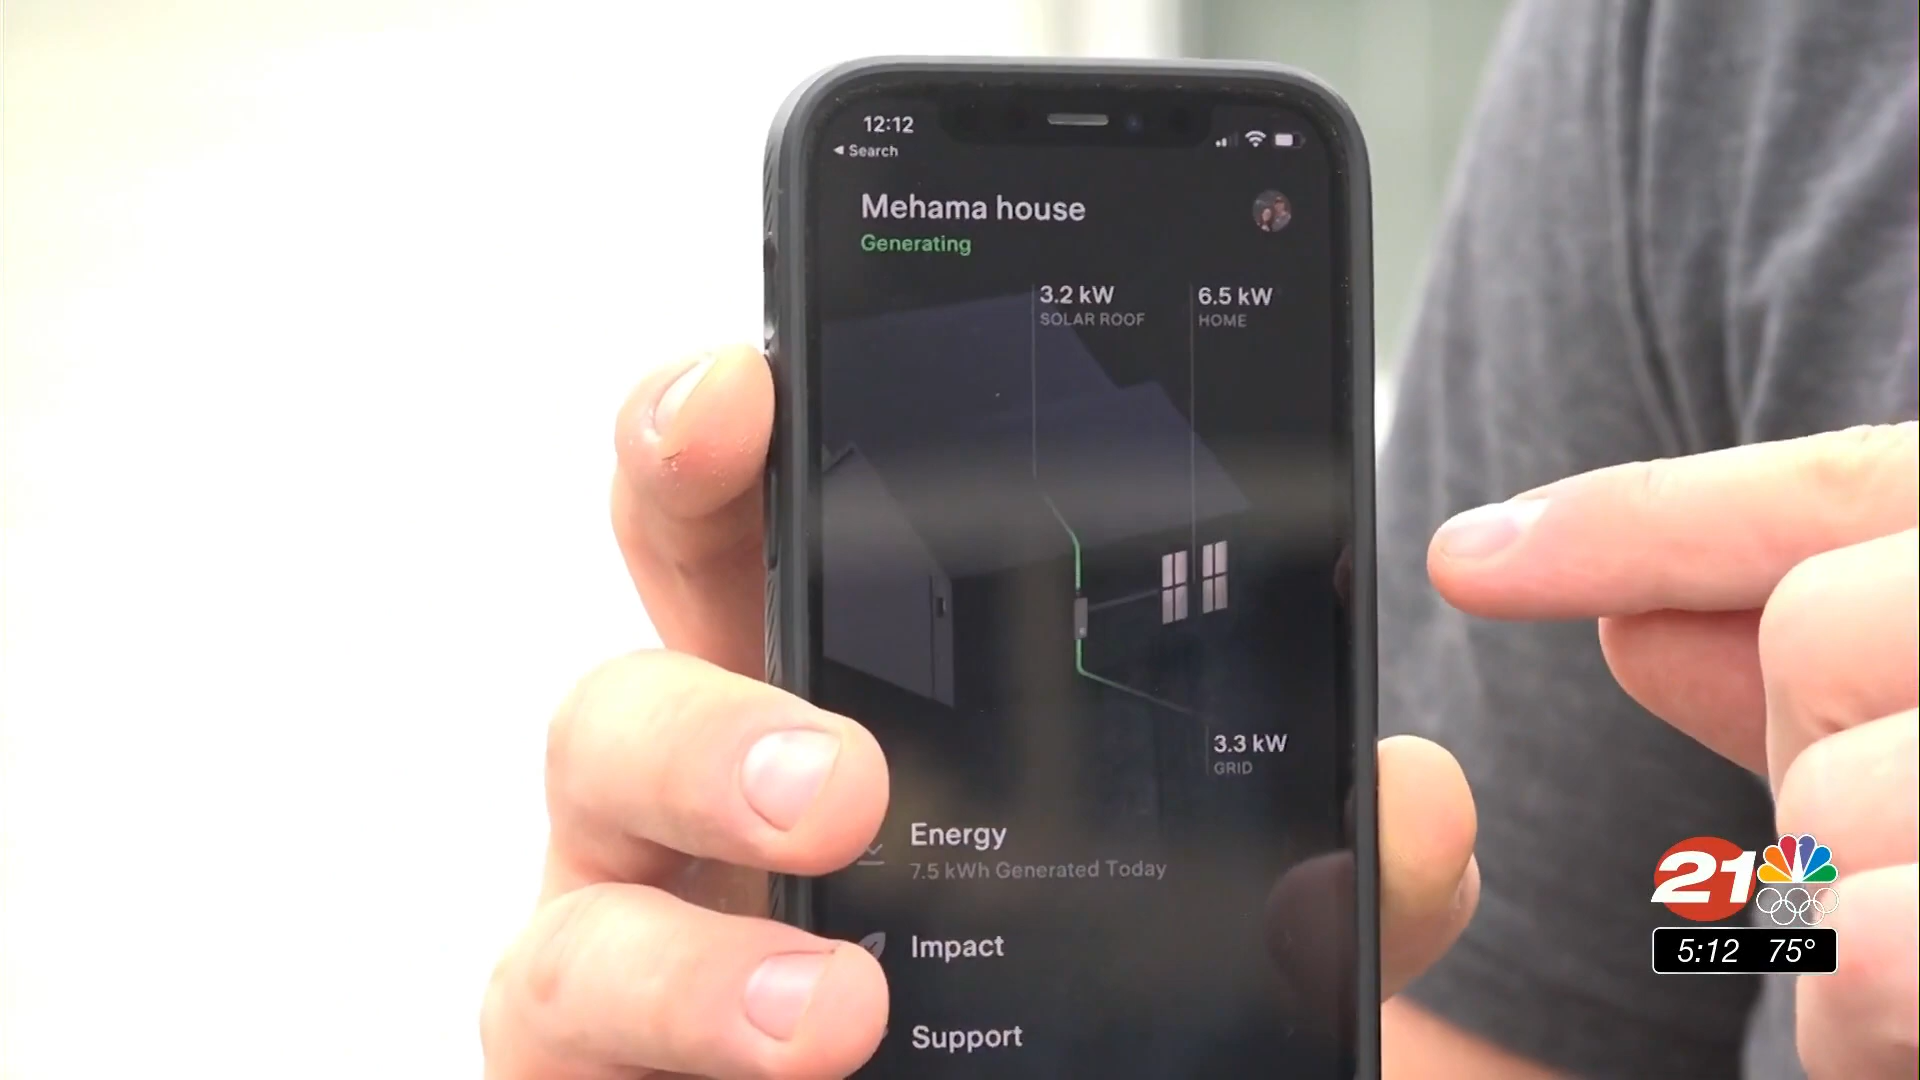 12:12
Search
Mehama house
Generating
3.2 kW
SOLAR ROOF
6.5 kW
HOME
3.3 kW
GRID
Energy
7.5 kWh Generated Today
Impact
Support
21
5:12 75°